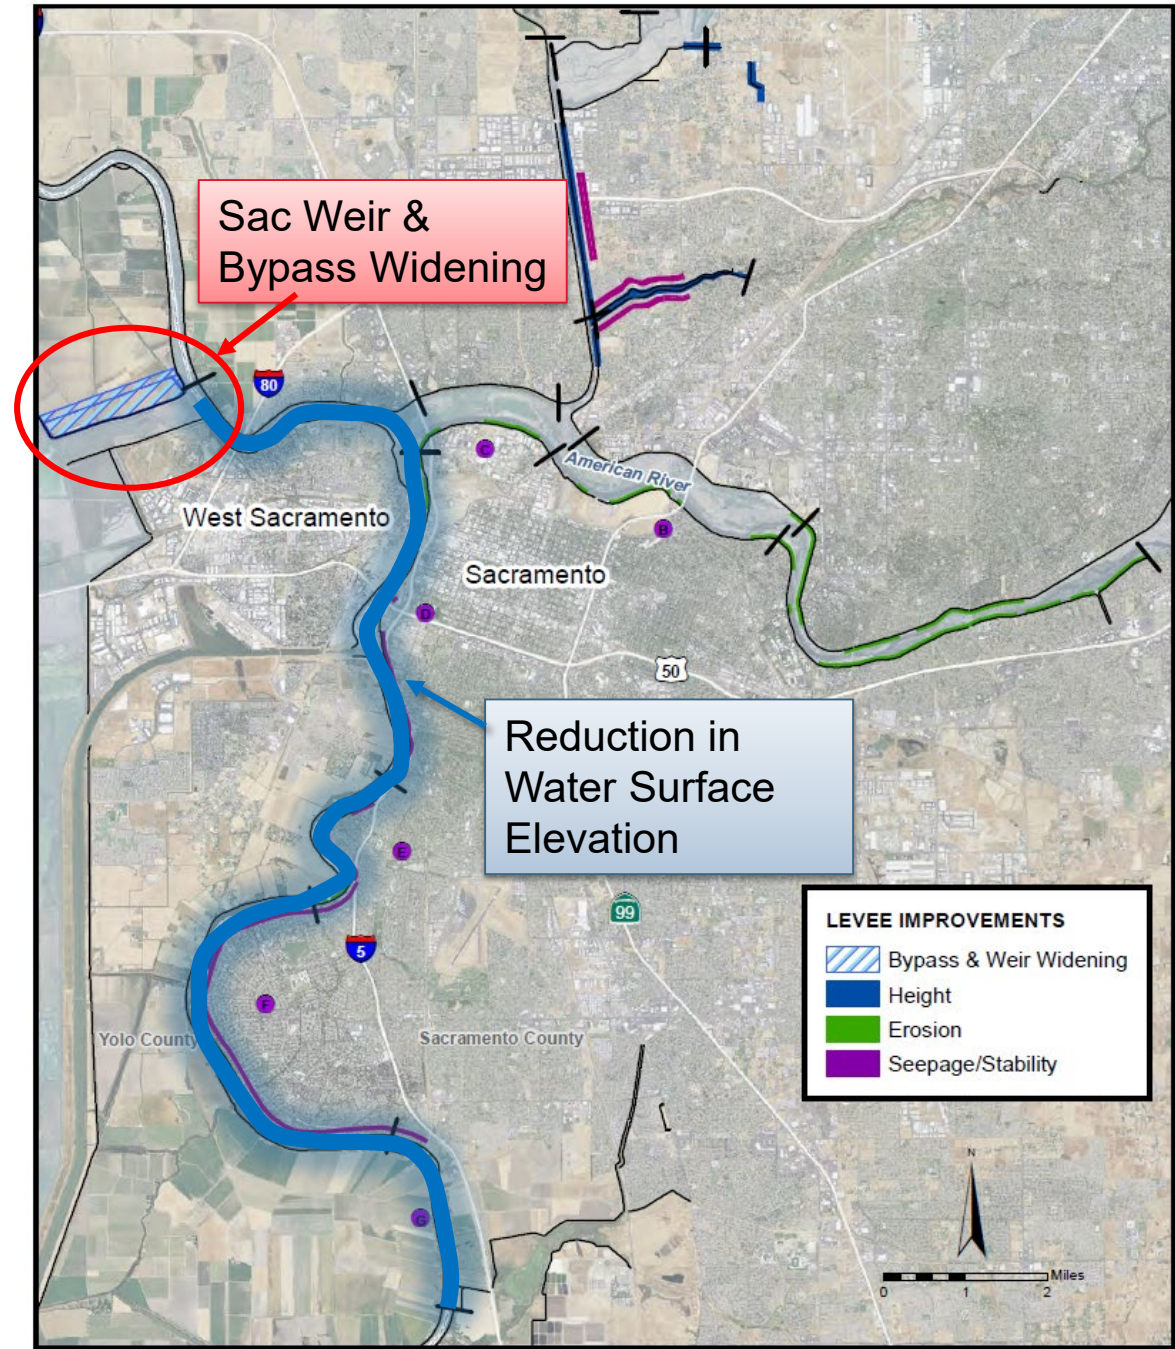 Sac Weir &
Bypass Widening
80
C
American River
B
West Sacramento
Sacramento
D
50
Reduction in
Water Surface
Elevation
E
99
5
F
Yolo County
Sacramento County
G
LEVEE IMPROVEMENTS
Bypass & Weir Widening
Height
Erosion
Seepage/Stability
N
Miles
0 1 2